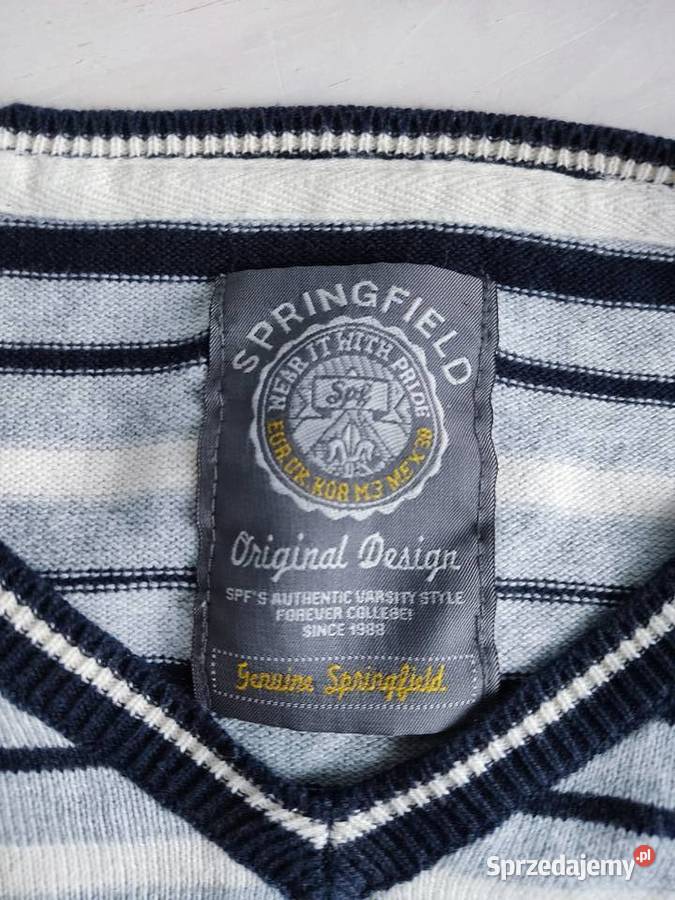 SPRINGFIELD
WEAR IT WITH PRIDE
Spf
EUR.UK.KOR M3 MEX 38
Original Design
SPF'S AUTHENTIC VARSITY STYLE
FOREVER COLLEGE!
SINCE 1988
Genuine Springfield
Sprzedajemy.pl